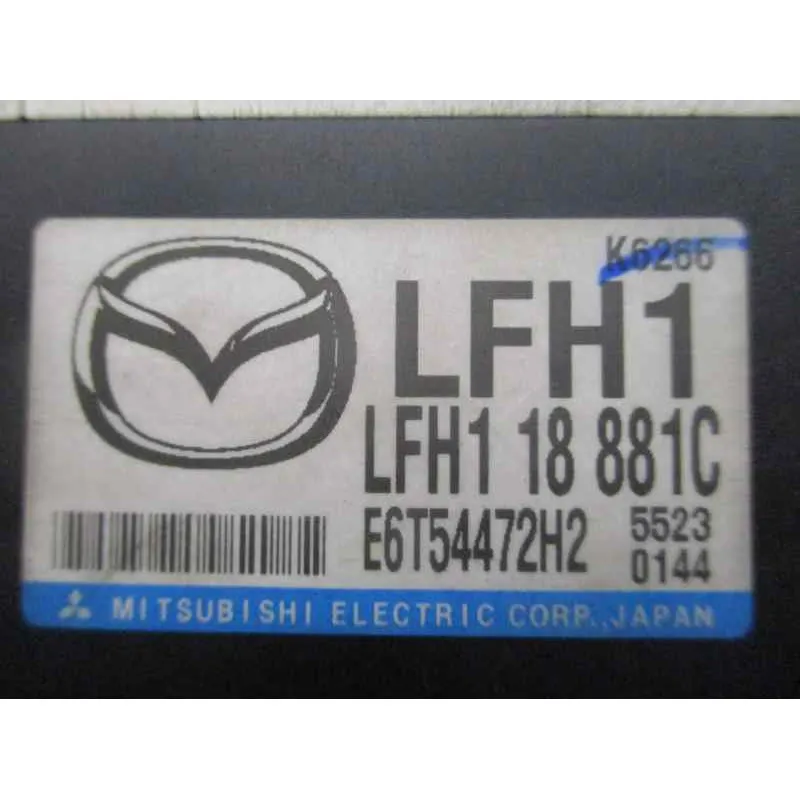 K6266
LFH1
LFH1 18 881C
E6T54472H2 5523
0144
MITSUBISHI ELECTRIC CORP., JAPAN